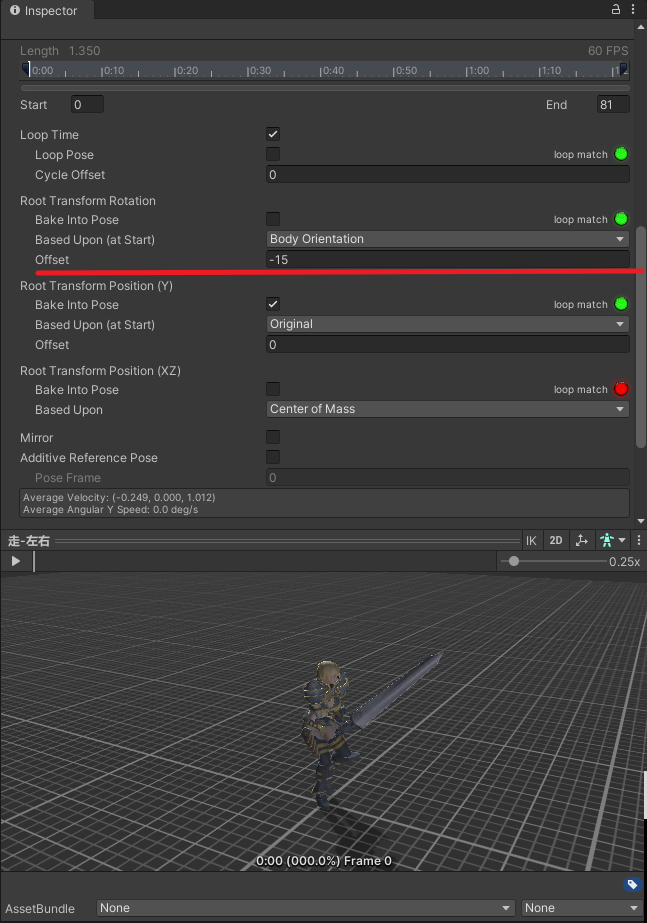 Inspector
Length 1.350 60 FPS
0:00 0:10 0:20 0:30 0:40 0:50 1:00 1:10 1:2
Start 0 End 81
Loop Time
Loop Pose loop match
Cycle Offset 0
Root Transform Rotation
Bake Into Pose loop match
Based Upon (at Start) Body Orientation
Offset -15
Root Transform Position (Y)
Bake Into Pose loop match
Based Upon (at Start) Original
Offset 0
Root Transform Position (XZ)
Bake Into Pose loop match
Based Upon Center of Mass
Mirror
Additive Reference Pose
Pose Frame 0
Average Velocity: (-0.249, 0.000, 1.012)
Average Angular Y Speed: 0.0 deg/s
走-左右 IK 2D
0.25x
0:00 (000.0%) Frame 0
AssetBundle None None